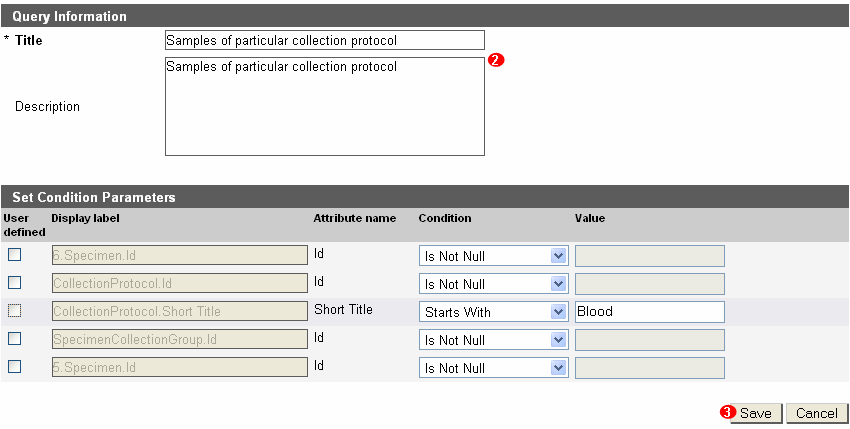 Query Information
* Title Samples of particular collection protocol
2
Description Samples of particular collection protocol
Set Condition Parameters
User defined Display label Attribute name Condition Value
6.Specimen.Id Id Is Not Null
CollectionProtocol.Id Id Is Not Null
CollectionProtocol.Short Title Short Title Starts With Blood
SpecimenCollectionGroup.Id Id Is Not Null
5.Specimen.Id Id Is Not Null
3 Save Cancel